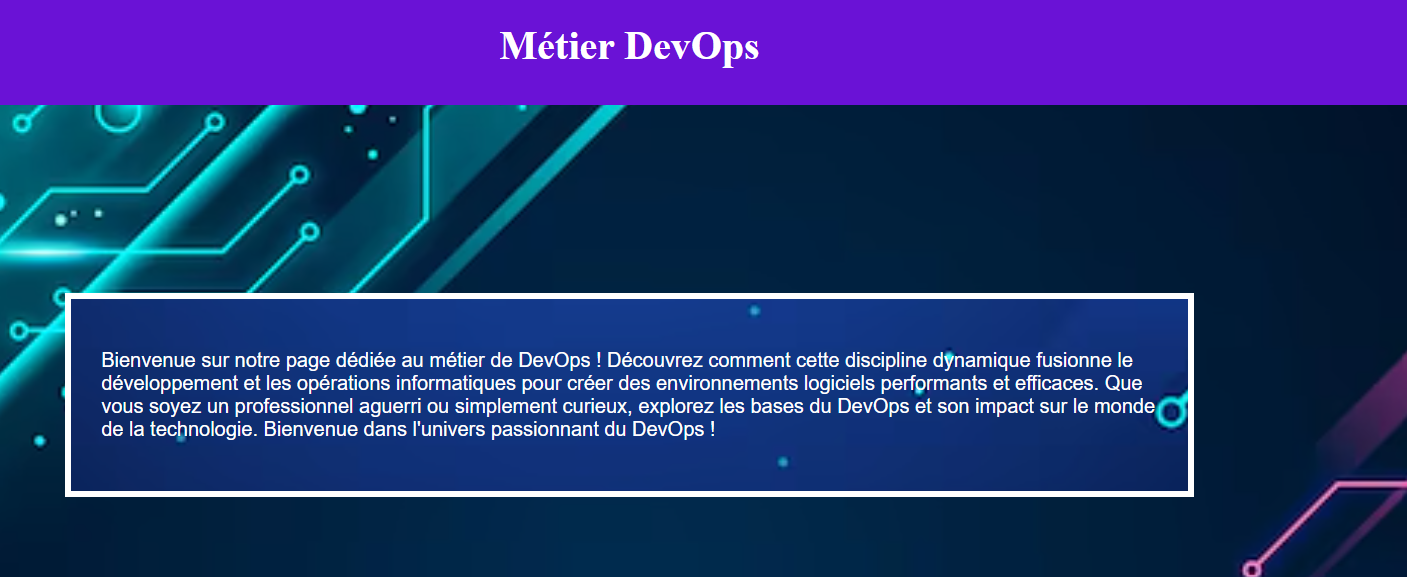 Métier DevOps
Bienvenue sur notre page dédiée au métier de DevOps ! Découvrez comment cette discipline dynamique fusionne le
développement et les opérations informatiques pour créer des environnements logiciels performants et efficaces. Que
vous soyez un professionnel aguerri ou simplement curieux, explorez les bases du DevOps et son impact sur le monde
de la technologie. Bienvenue dans l'univers passionnant du DevOps !